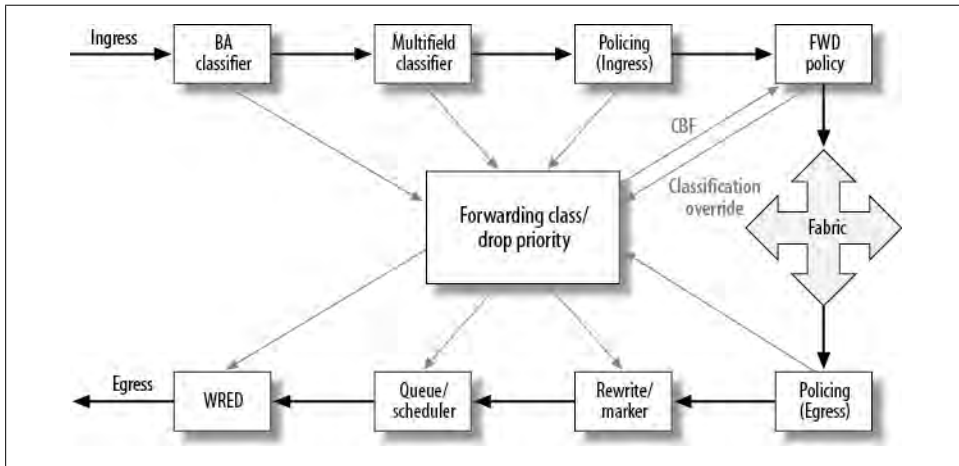 Ingress
BA
classifier
Multifield
classifier
Policing
(Ingress)
FWD
policy
CBF
Classification
override
Forwarding class/
drop priority
Fabric
Egress
WRED
Queue/
scheduler
Rewrite/
marker
Policing
(Egress)